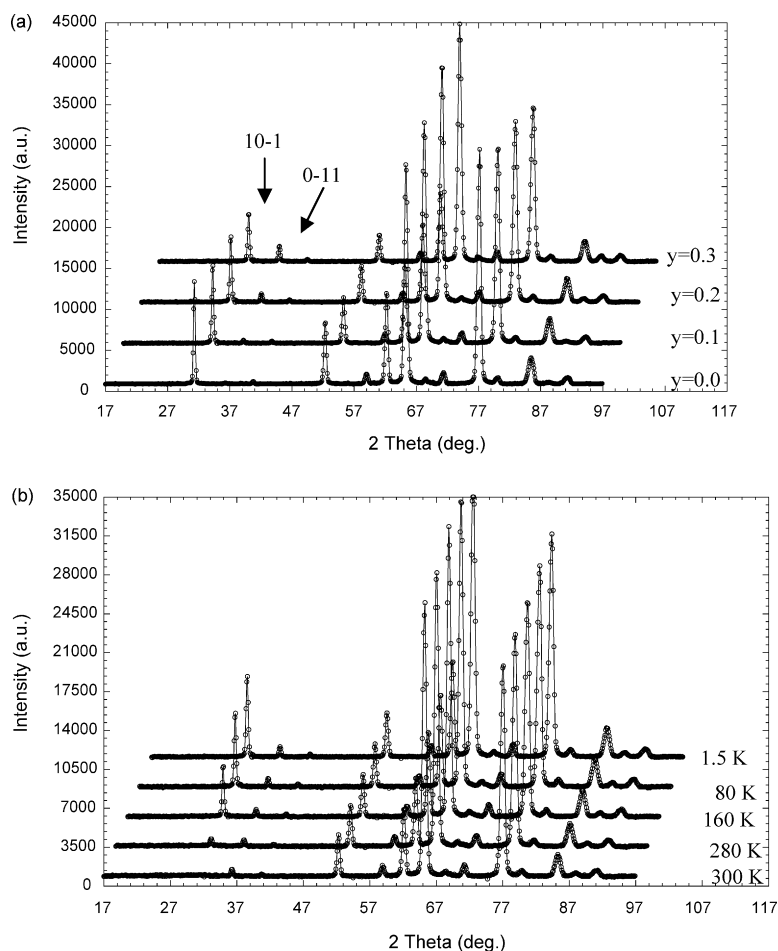 (a)
45000
40000
35000
30000
25000
20000
15000
10000
5000
0
Intensity (a.u.)
10-1
0-11
y=0.3
y=0.2
y=0.1
y=0.0
17 27 37 47 57 67 77 87 97 107 117
2 Theta (deg.)
(b)
35000
31500
28000
24500
21000
17500
14000
10500
7000
3500
0
Intensity (a.u.)
1.5 K
80 K
160 K
280 K
300 K
17 27 37 47 57 67 77 87 97 107 117
2 Theta (deg.)